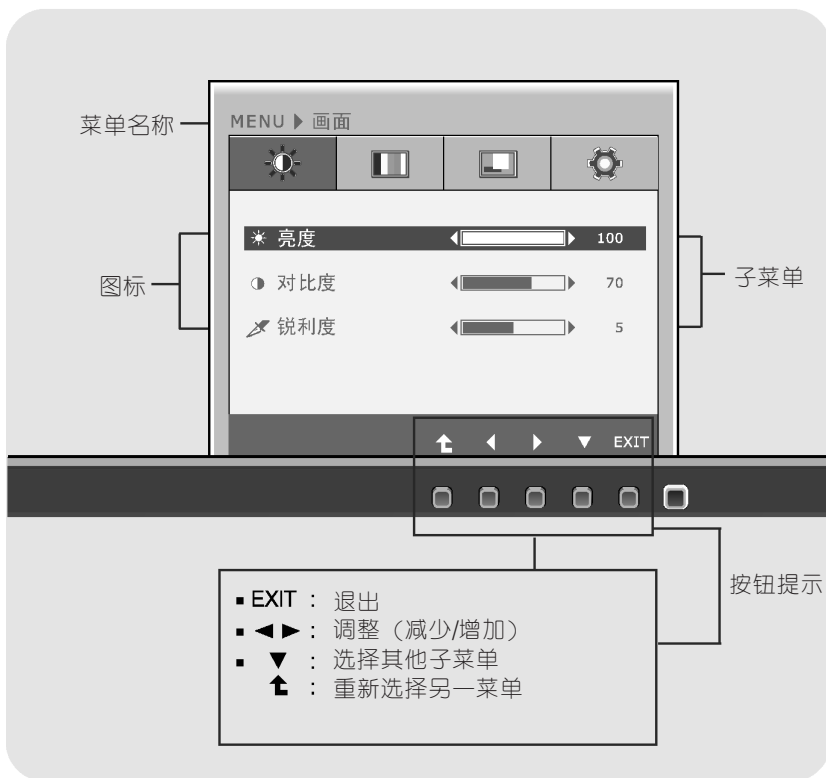 菜单名称
MENU ▶ 画面
亮度 100
图标
子菜单
对比度 70
锐利度 5
EXIT
按钮提示
▪ EXIT : 退出
▪ ◀ ▶ : 调整（减少/增加）
▪ ▼ : 选择其他子菜单
: 重新选择另一菜单